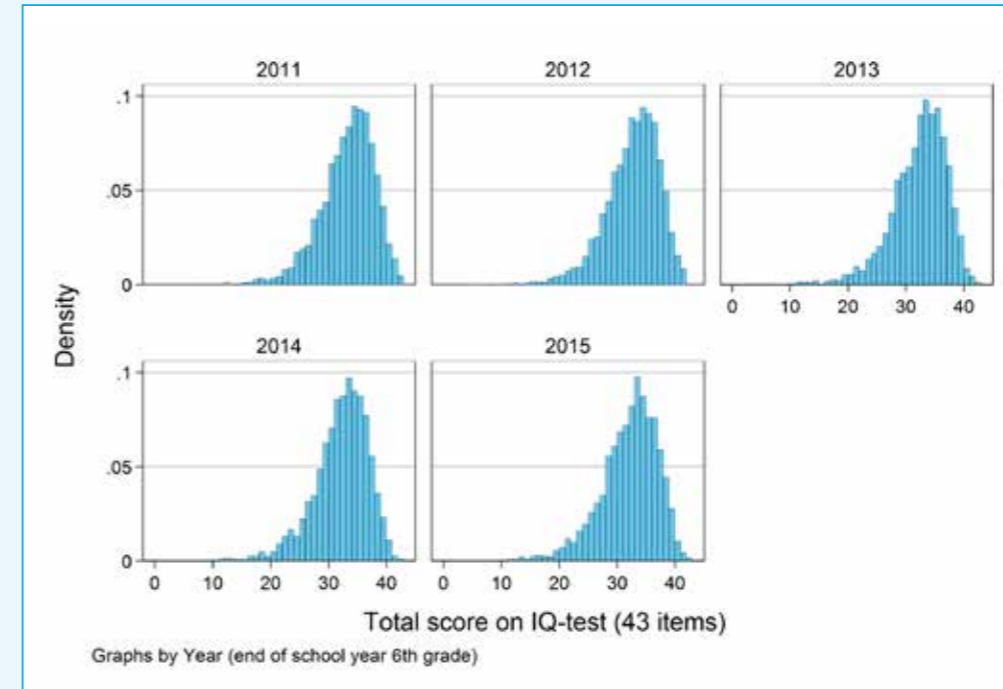 2011
2012
2013
.1
.05
0
0 10 20 30 40
Density
2014
2015
.1
.05
0
0 10 20 30 40
0 10 20 30 40
Total score on IQ-test (43 items)
Graphs by Year (end of school year 6th grade)